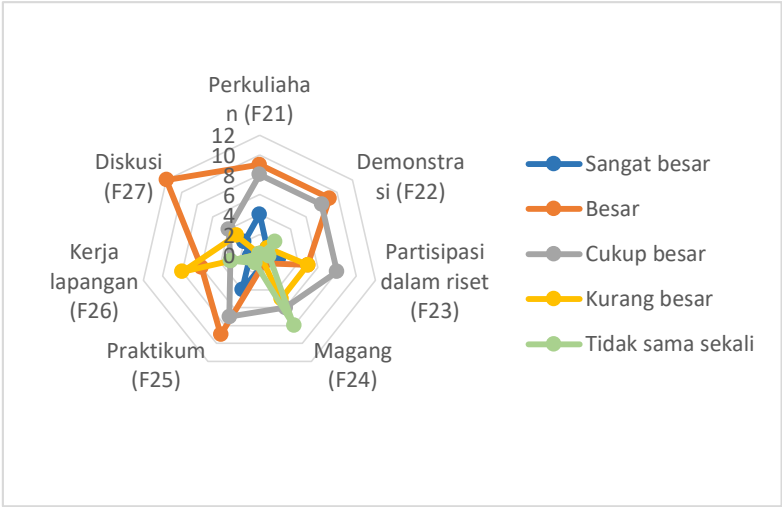 Perkuliaha
n (F21)
Demonstra
si (F22)
Partisipasi
dalam riset
(F23)
Magang
(F24)
Praktikum
(F25)
Kerja
lapangan
(F26)
Diskusi
(F27)
12
10
8
6
4
2
0
Sangat besar
Besar
Cukup besar
Kurang besar
Tidak sama sekali